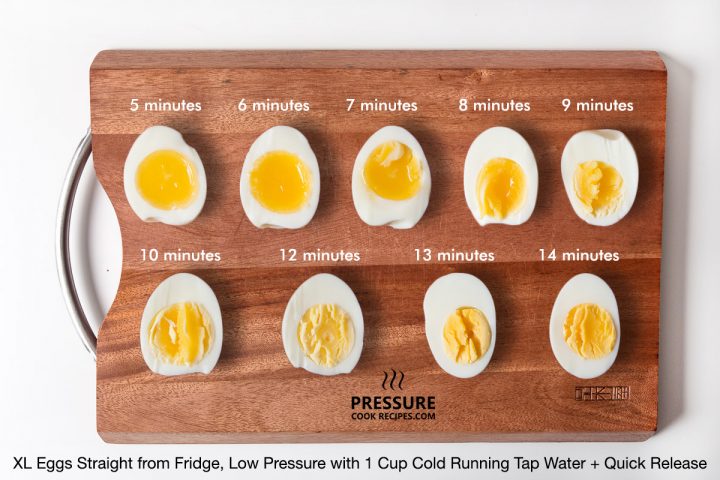 5 minutes 6 minutes 7 minutes 8 minutes 9 minutes
10 minutes 12 minutes 13 minutes 14 minutes
PRESSURE
COOK RECIPES.COM
XL Eggs Straight from Fridge, Low Pressure with 1 Cup Cold Running Tap Water + Quick Release